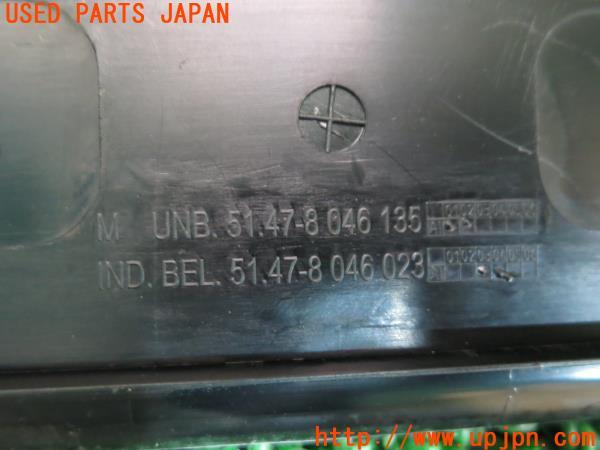 USED PARTS JAPAN
M UNB. 51.47-8 046 135
IND. BEL. 51.47-8 046 023
http://www.upjpn.com